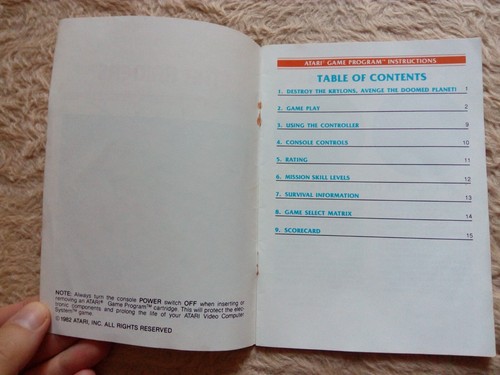 NOTE: Always turn the console POWER switch OFF when inserting or
removing an ATARI® Game Program™ cartridge. This will protect the elec-
tronic components and prolong the life of your ATARI Video Computer
System™ game.
© 1982 ATARI, INC. ALL RIGHTS RESERVED
ATARI® GAME PROGRAM™ INSTRUCTIONS
TABLE OF CONTENTS
1. DESTROY THE KRYLONS, AVENGE THE DOOMED PLANET! 1
2. GAME PLAY 2
3. USING THE CONTROLLER 9
4. CONSOLE CONTROLS 10
5. RATING 11
6. MISSION SKILL LEVELS 12
7. SURVIVAL INFORMATION 13
8. GAME SELECT MATRIX 14
9. SCORECARD 15